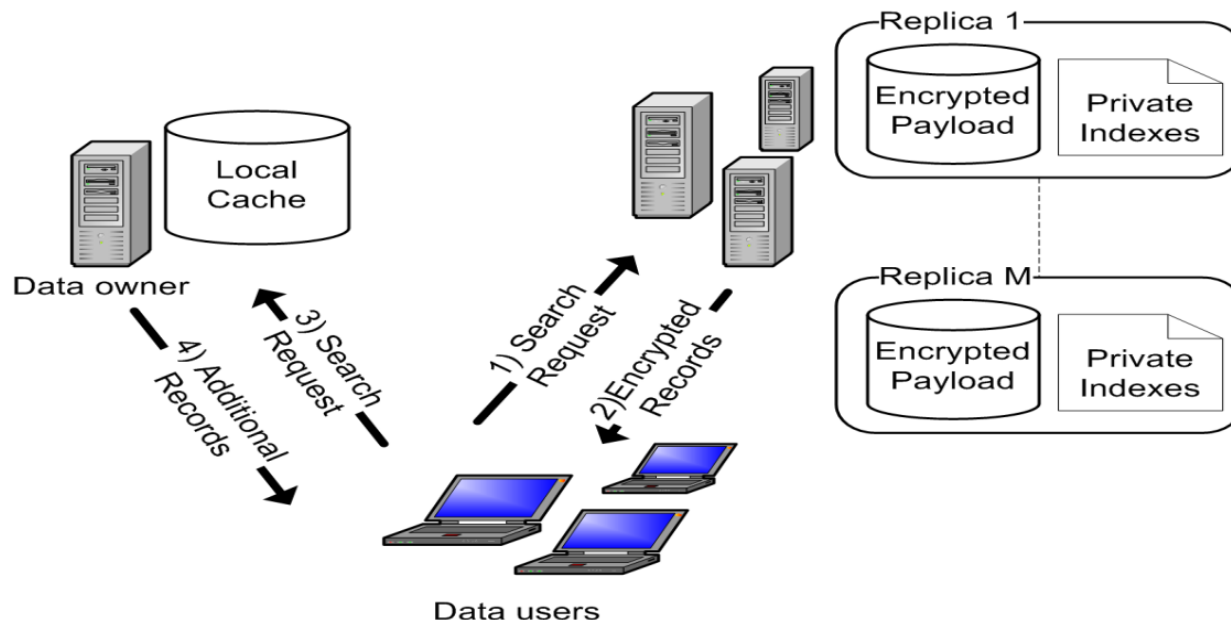 Replica 1
Encrypted
Payload
Private
Indexes
Local
Cache
Data owner
Replica M
Encrypted
Payload
Private
Indexes
1) Search
Request
2)Encrypted
Records
3) Search
Request
4) Additional
Records
Data users